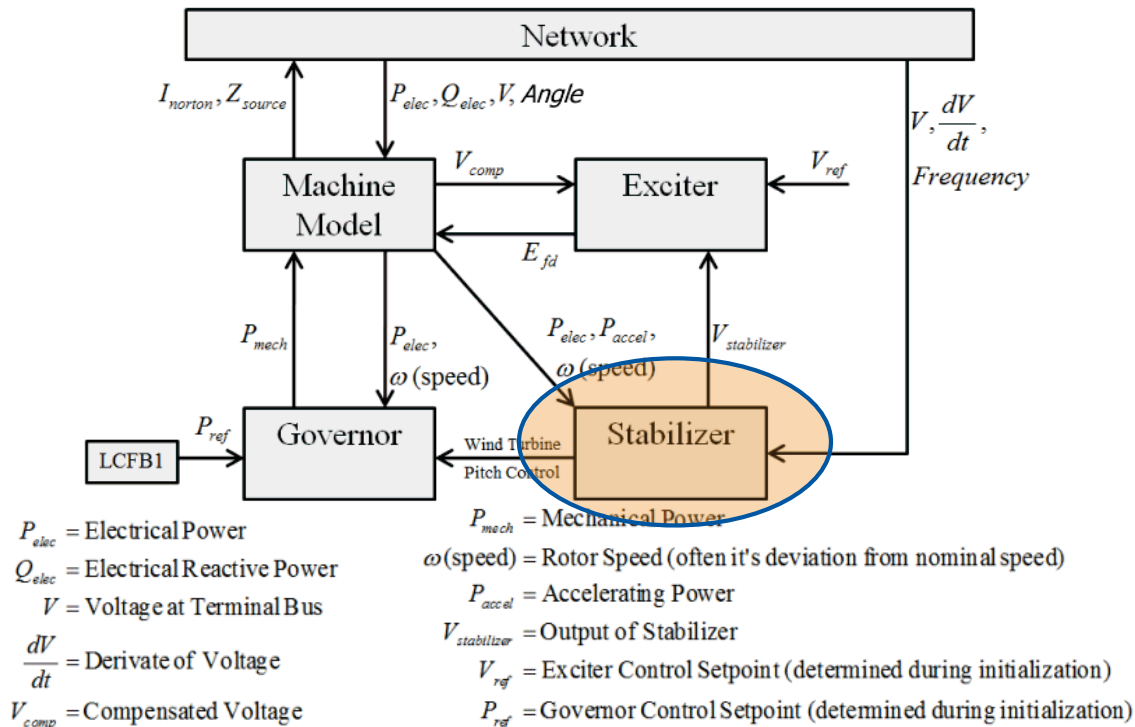 Network
I_norton, Z_source
P_elec, Q_elec, V, Angle
V, dV/dt,
Frequency
Machine
Model
V_comp
Exciter
V_ref
E_fd
P_mech
P_elec,
ω (speed)
P_elec, P_accel,
ω (speed)
V_stabilizer
LCFB1
P_ref
Governor
Wind Turbine
Pitch Control
Stabilizer
P_elec = Electrical Power
Q_elec = Electrical Reactive Power
V = Voltage at Terminal Bus
dV/dt = Derivate of Voltage
V_comp = Compensated Voltage
P_mech = Mechanical Power
ω (speed) = Rotor Speed (often it's deviation from nominal speed)
P_accel = Accelerating Power
V_stabilizer = Output of Stabilizer
V_ref = Exciter Control Setpoint (determined during initialization)
P_ref = Governor Control Setpoint (determined during initialization)